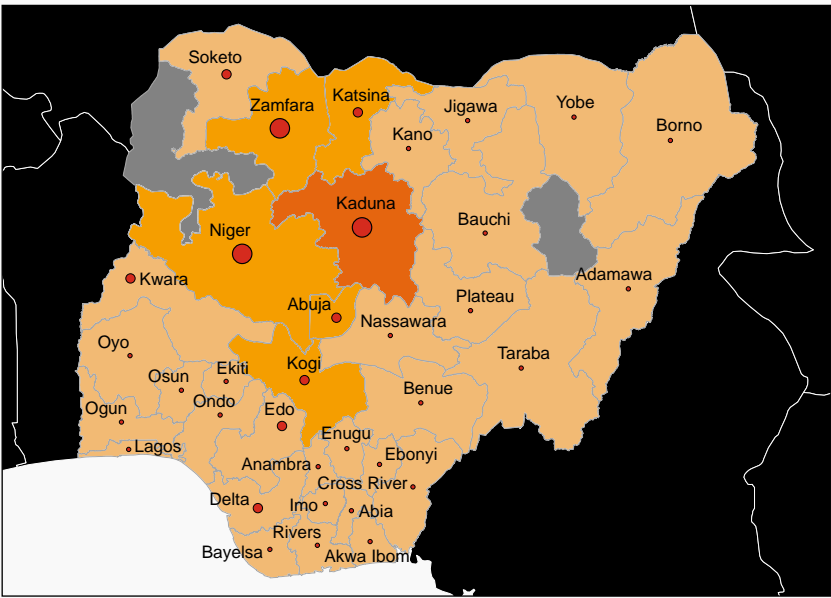 Soketo
Zamfara
Katsina
Jigawa
Yobe
Kano
Borno
Kaduna
Niger
Bauchi
Kwara
Adamawa
Abuja
Plateau
Nassawara
Oyo
Taraba
Osun
Ekiti
Kogi
Ogun
Ondo
Edo
Benue
Lagos
Enugu
Anambra
Ebonyi
Cross River
Delta
Imo
Abia
Rivers
Bayelsa
Akwa Ibom